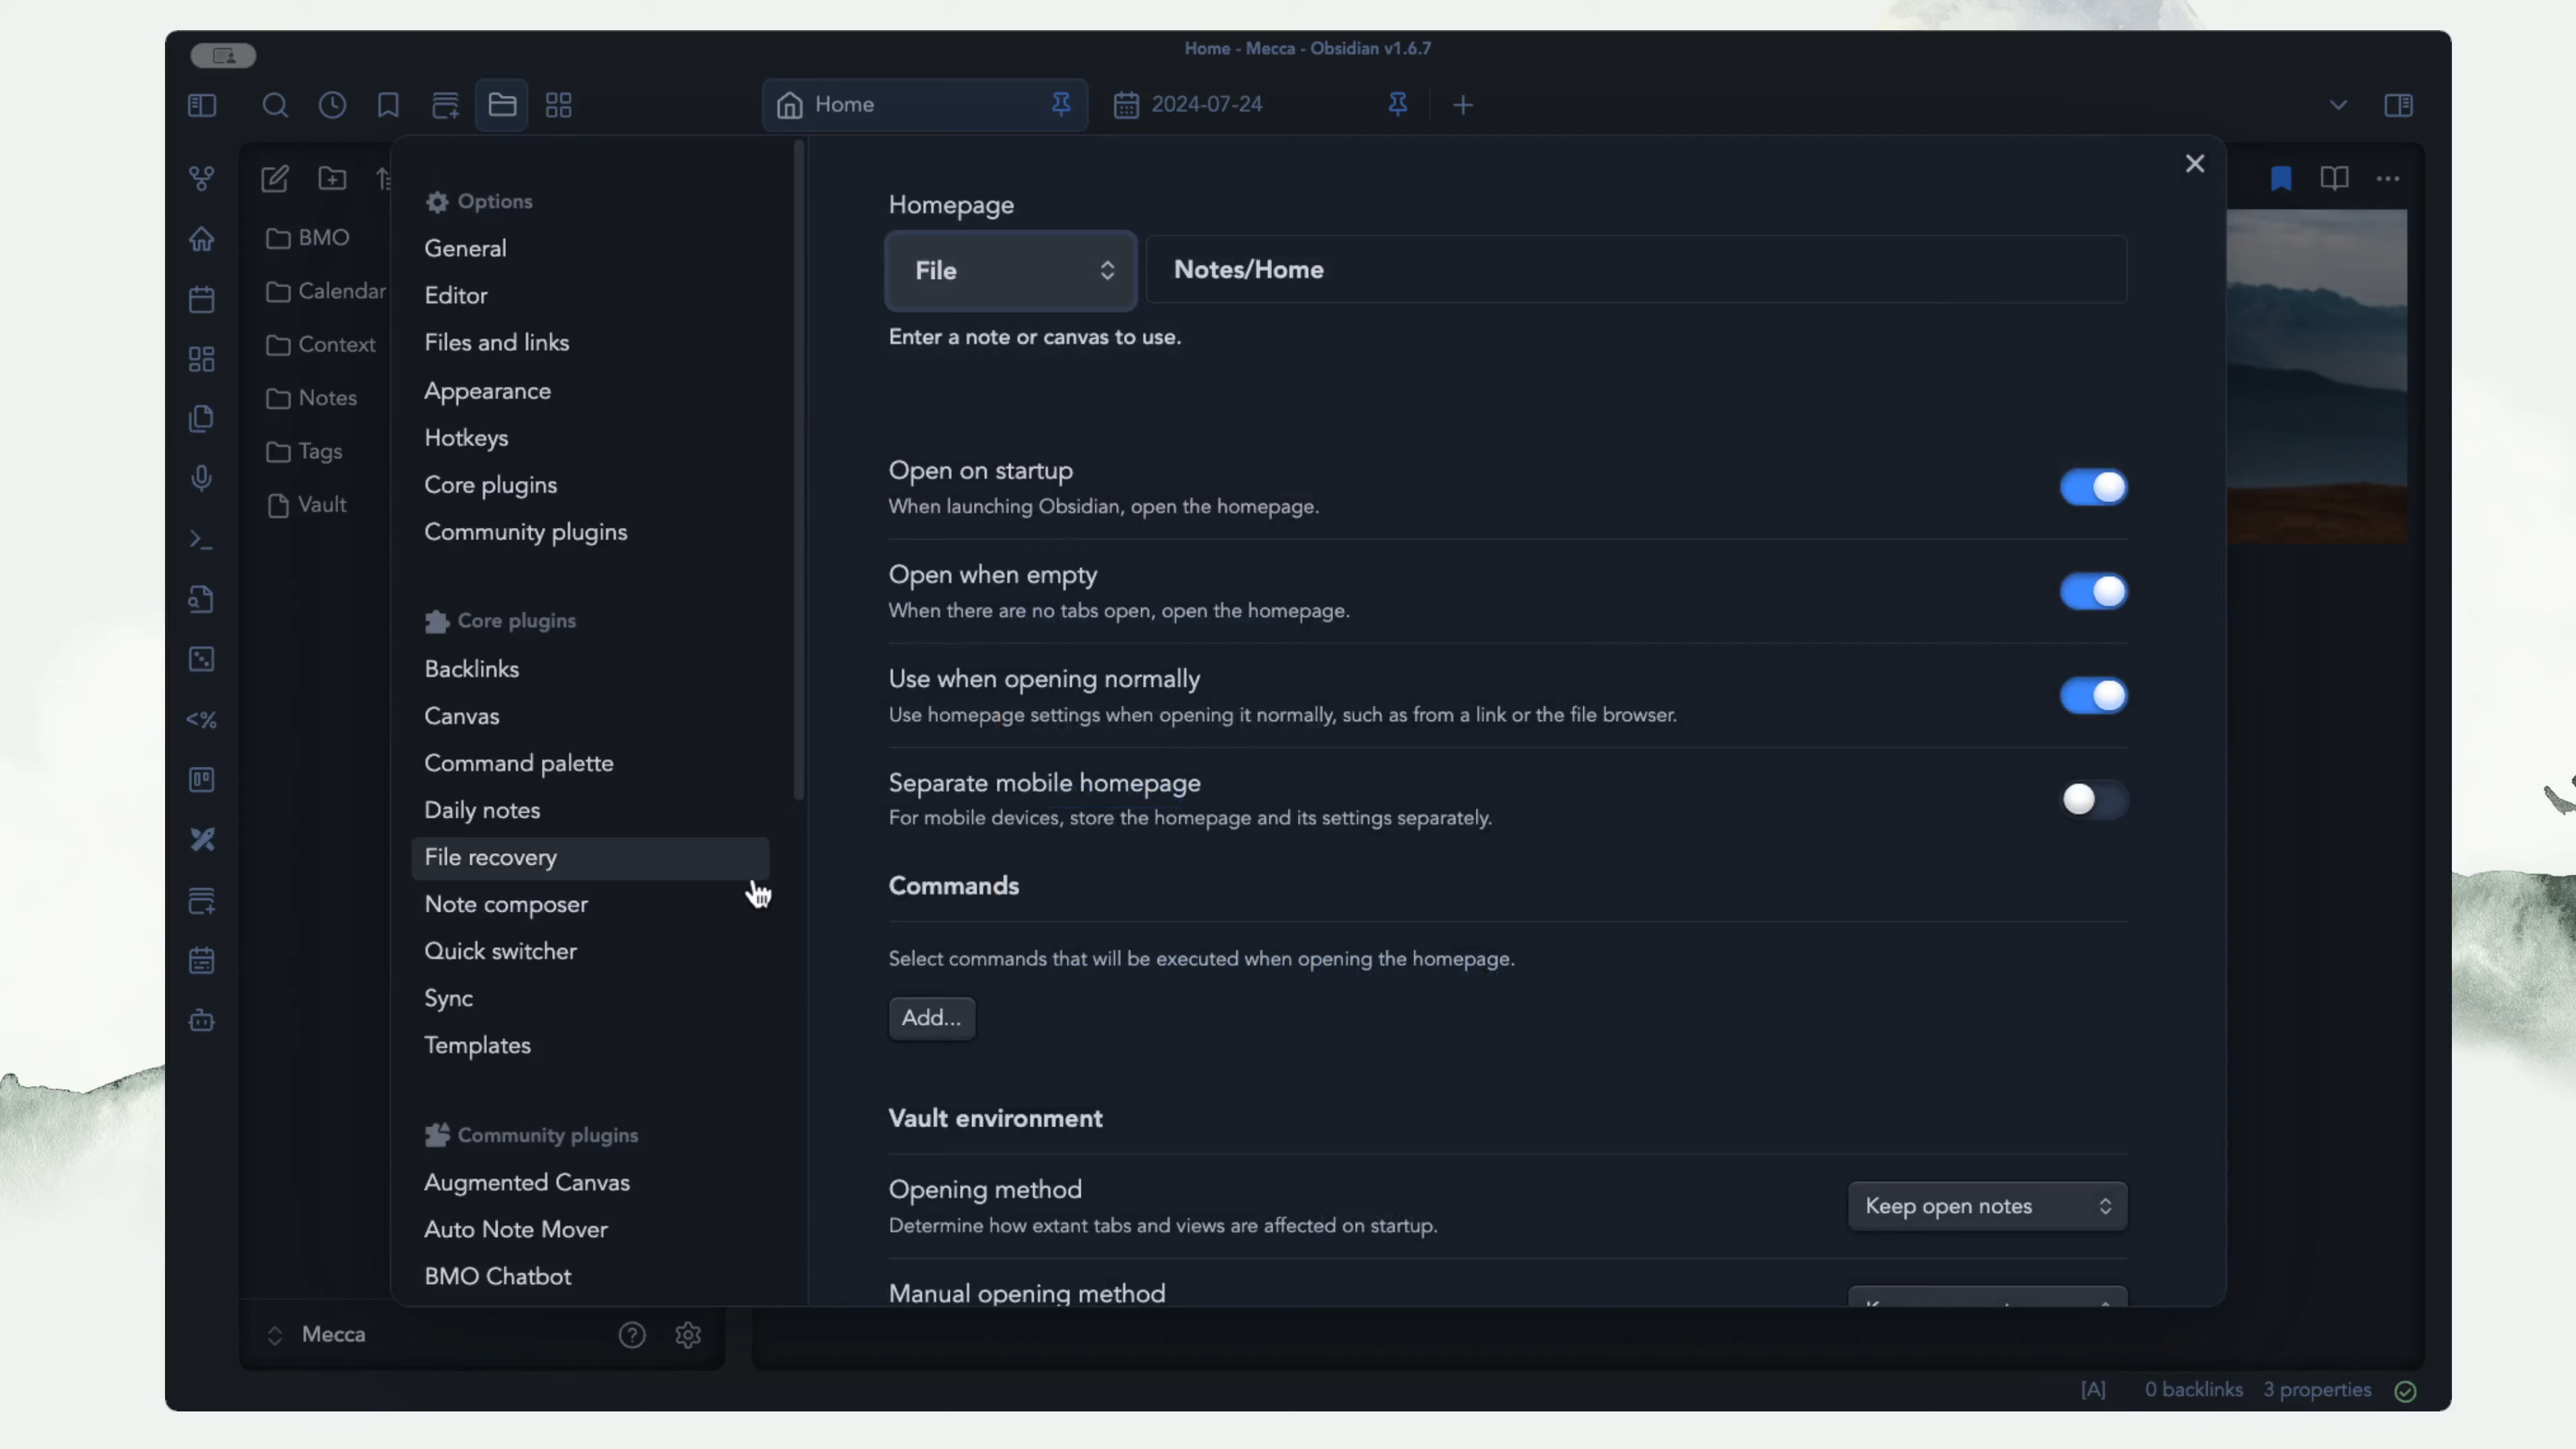 Home - Mecca - Obsidian v1.6.7
Home
2024-07-24
BMO
Calendar
Context
Notes
Tags
Vault
<%
Mecca
Options
General
Editor
Files and links
Appearance
Hotkeys
Core plugins
Community plugins
Core plugins
Backlinks
Canvas
Command palette
Daily notes
File recovery
Note composer
Quick switcher
Sync
Templates
Community plugins
Augmented Canvas
Auto Note Mover
BMO Chatbot
Homepage
File
Notes/Home
Enter a note or canvas to use.
Open on startup
When launching Obsidian, open the homepage.
Open when empty
When there are no tabs open, open the homepage.
Use when opening normally
Use homepage settings when opening it normally, such as from a link or the file browser.
Separate mobile homepage
For mobile devices, store the homepage and its settings separately.
Commands
Select commands that will be executed when opening the homepage.
Add...
Vault environment
Opening method
Determine how extant tabs and views are affected on startup.
Keep open notes
Manual opening method
[A]
0 backlinks
3 properties